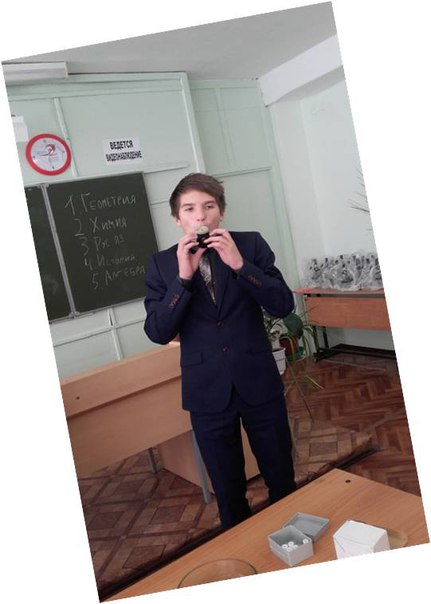 ВЕДЕТСЯ
ВИДЕОНАБЛЮДЕНИЕ
1. ГЕОМЕТРИЯ
2. ХИМИЯ
3. РУС ЯЗ
4. ИСТОРИЯ
5. АЛГЕБРА